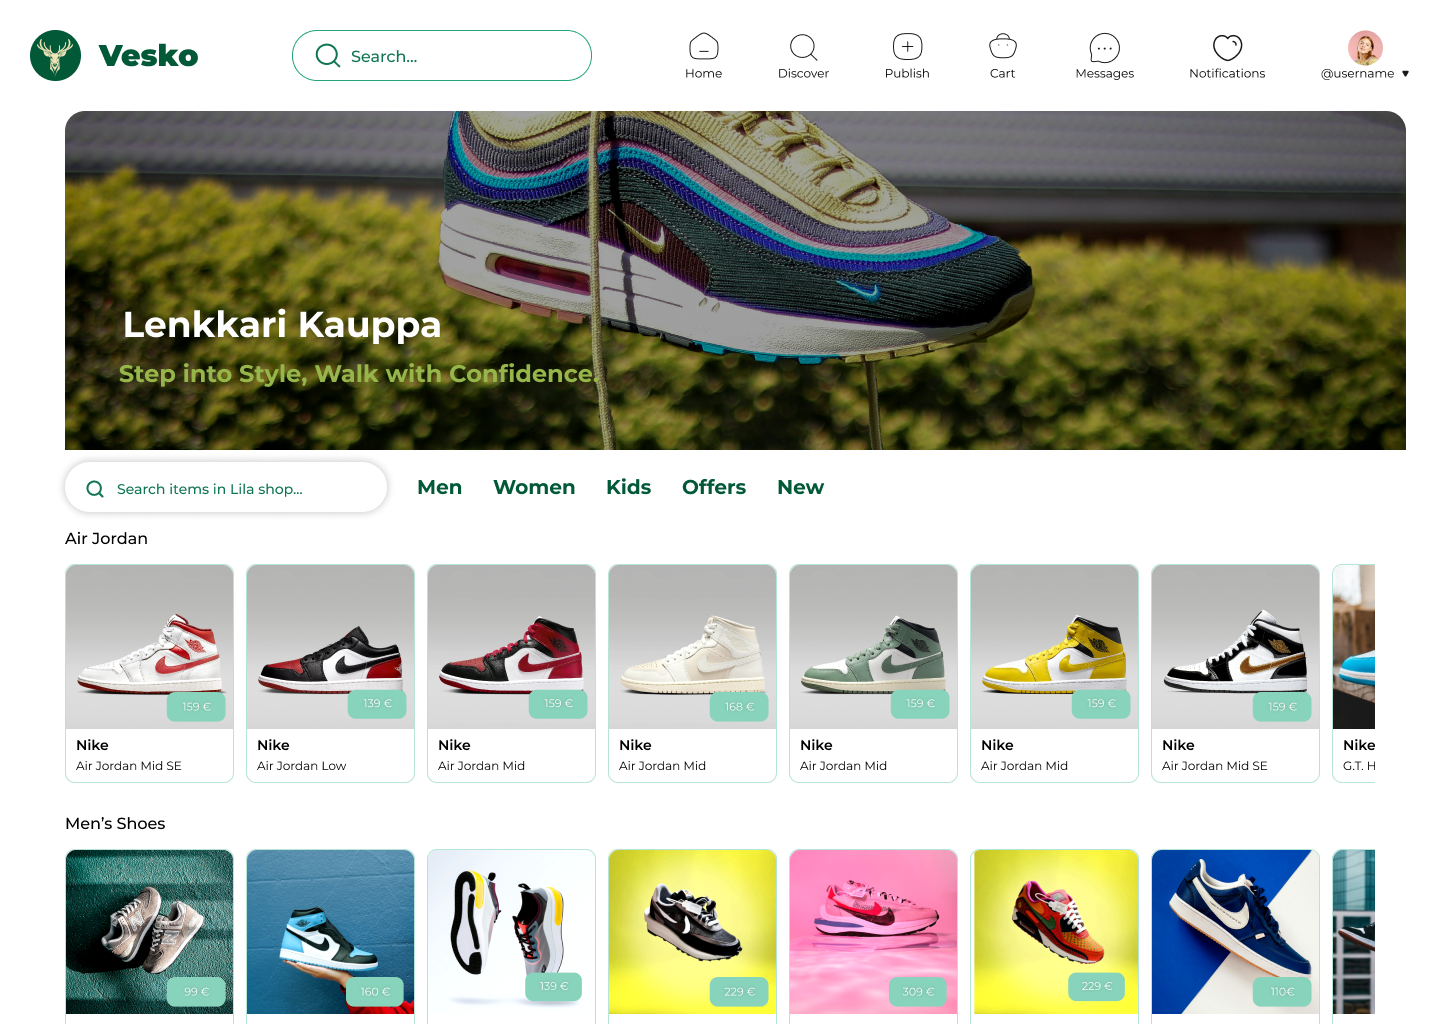 Vesko
Search...
Home
Discover
Publish
Cart
Messages
Notifications
@username
Lenkkari Kauppa
Step into Style, Walk with Confidence.
Search items in Lila shop...
Men
Women
Kids
Offers
New
Air Jordan
159 €
139 €
159 €
168 €
159 €
159 €
159 €
Nike
Air Jordan Mid SE
Nike
Air Jordan Low
Nike
Air Jordan Mid
Nike
Air Jordan Mid
Nike
Air Jordan Mid
Nike
Air Jordan Mid
Nike
Air Jordan Mid SE
Nike
G.T. H
Men’s Shoes
99 €
160 €
139 €
229 €
309 €
229 €
110€